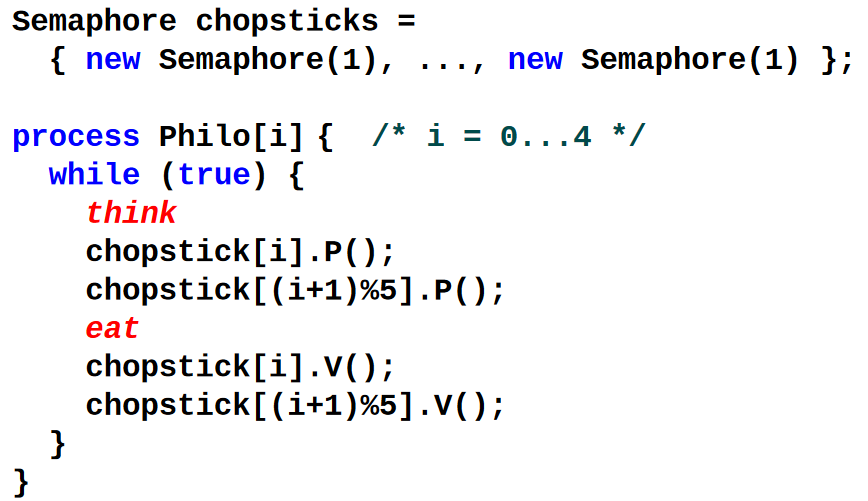 Semaphore chopsticks =
{ new Semaphore(1), ..., new Semaphore(1) };
process Philo[i] { /* i = 0...4 */
while (true) {
think
chopstick[i].P();
chopstick[(i+1)%5].P();
eat
chopstick[i].V();
chopstick[(i+1)%5].V();
}
}